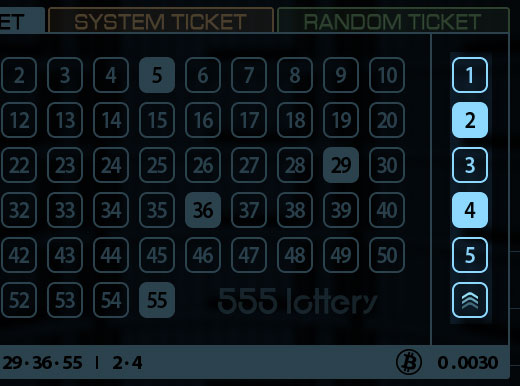 ET SYSTEM TICKET RANDOM TICKET
2 3 4 5 6 7 8 9 10 1
12 13 14 15 16 17 18 19 20 2
22 23 24 25 26 27 28 29 30 3
32 33 34 35 36 37 38 39 40 4
42 43 44 45 46 47 48 49 50 5
52 53 54 55 555 lottery
29·36·55 | 2·4 ₿ 0.0030